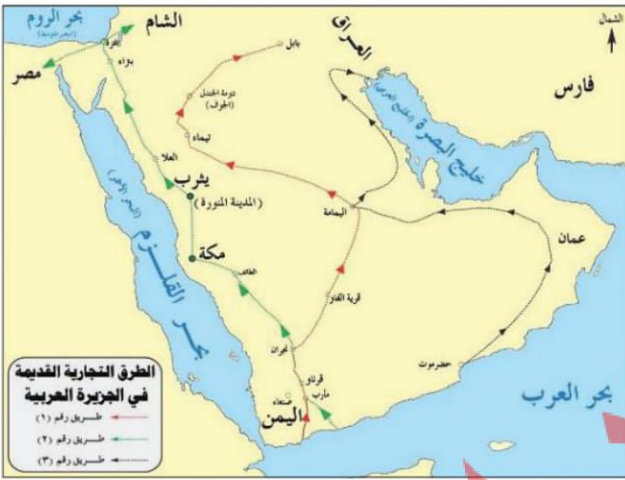 بحر الروم
(البحر المتوسط)
الشام
الشمال
غزة
بتراء
مصر
بابل
العراق
فارس
دومة الجندل
(الجوف)
تيماء
خليج البصرة
(الخليج العربي)
العلا
يثرب
(المدينة المنورة)
اليمامة
(البحر الأحمر)
بحر القلزم
مكة
الطائف
عمان
قرية الفاو
نجران
حضرموت
قرناو
مأرب
صنعاء
اليمن
بحر العرب
الطرق التجارية القديمة
في الجزيرة العربية
طريق رقم (١)
طريق رقم (٢)
طريق رقم (٣)